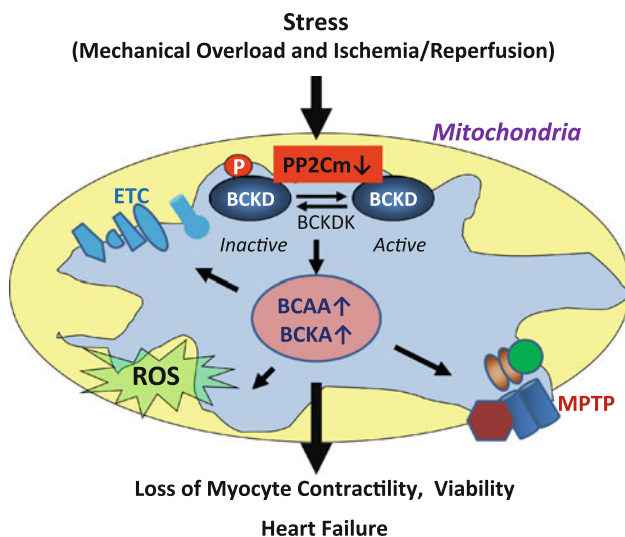 Stress
(Mechanical Overload and Ischemia/Reperfusion)
Mitochondria
P
PP2Cm↓
ETC
BCKD
BCKD
BCKDK
Inactive
Active
BCAA↑
BCKA↑
ROS
MPTP
Loss of Myocyte Contractility, Viability
Heart Failure